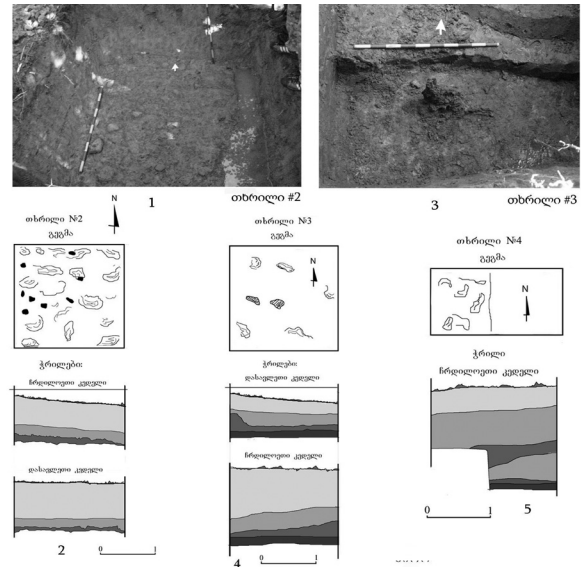 1
თხრილი #2
3
თხრილი #3
თხრილი №2
გეგმა
N
თხრილი №3
გეგმა
N
თხრილი №4
გეგმა
N
ჭრილები:
ჩრდილოეთი კედელი
დასავლეთი კედელი
2
0 1
ჭრილები:
დასავლეთი კედელი
ჩრდილოეთი კედელი
4
0 1
ჭრილი
ჩრდილოეთი კედელი
5
0 1